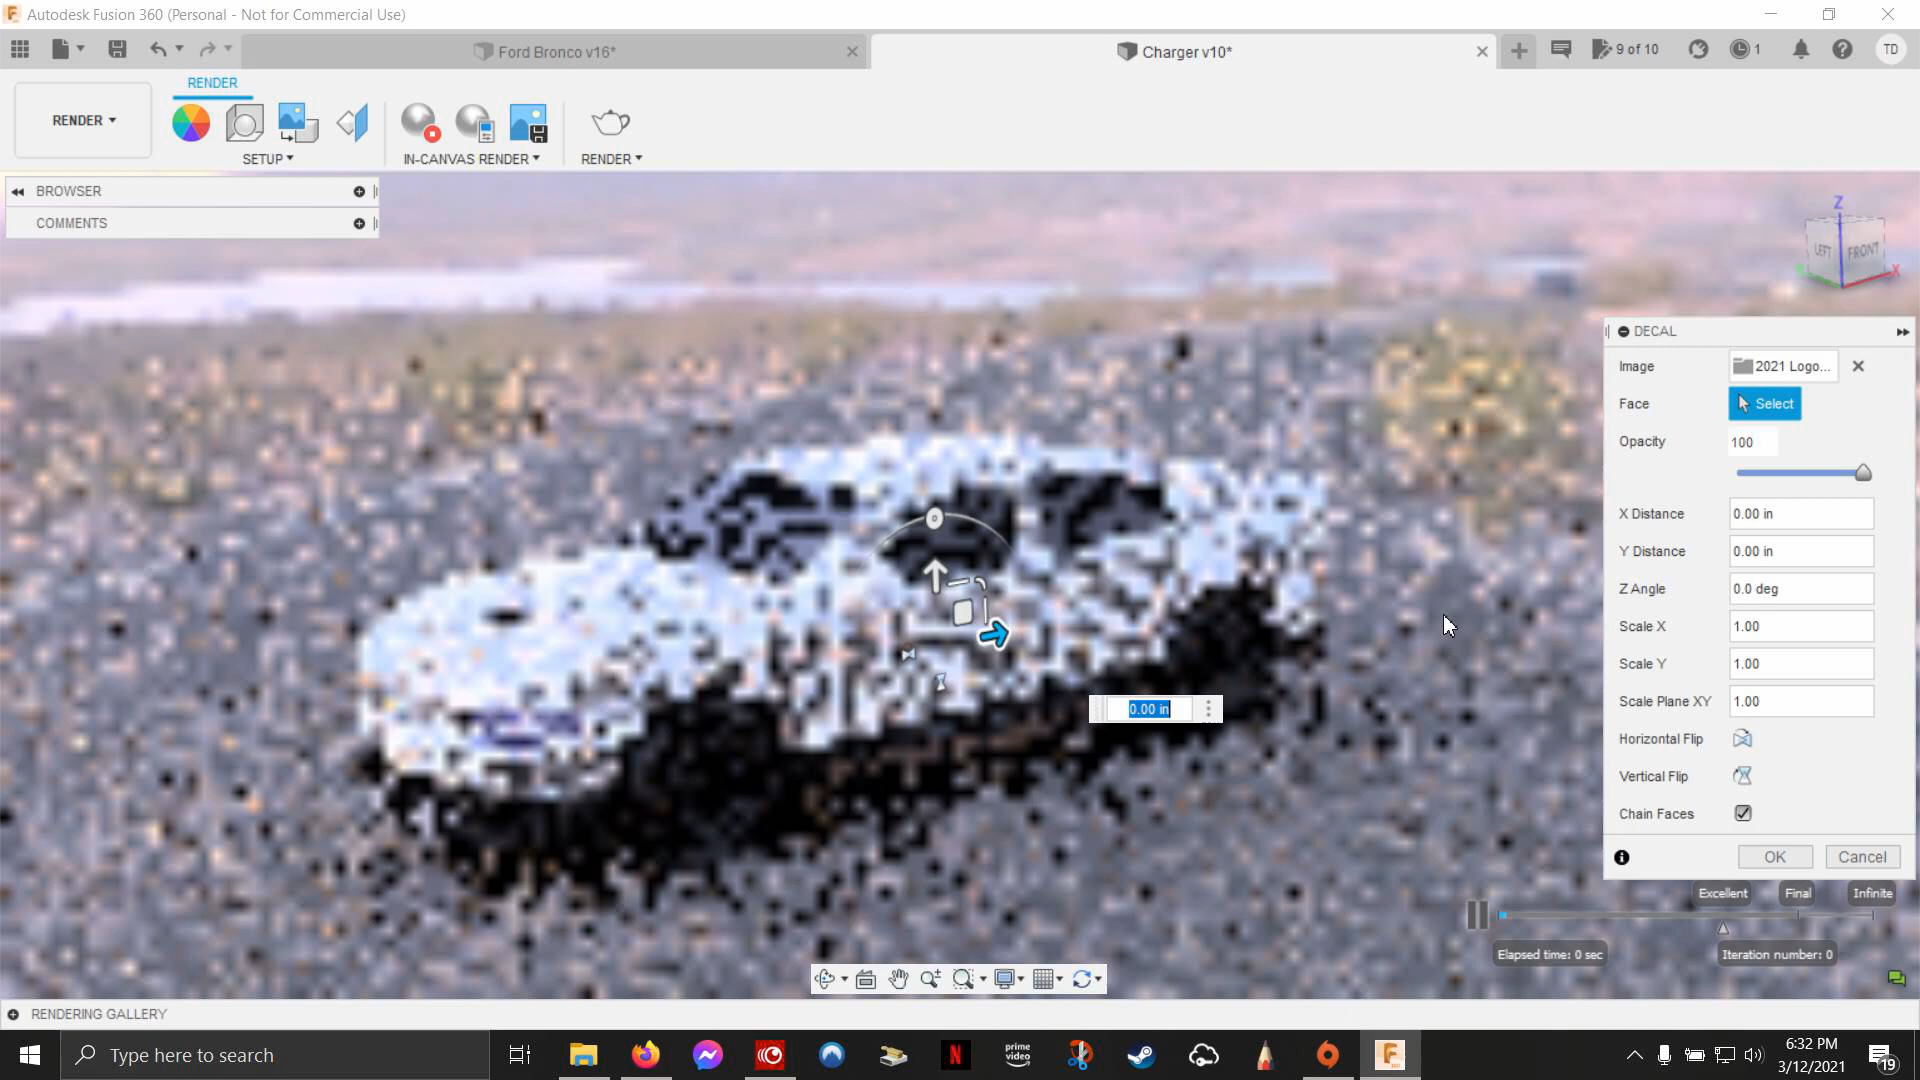 Autodesk Fusion 360 (Personal - Not for Commercial Use)
Ford Bronco v16*
Charger v10*
9 of 10
1
TD
RENDER
RENDER
SETUP
IN-CANVAS RENDER
RENDER
BROWSER
COMMENTS
Z
LEFT
FRONT
X
DECAL
Image
2021 Logo...
Face
Select
Opacity
100
X Distance
0.00 in
Y Distance
0.00 in
Z Angle
0.0 deg
Scale X
1.00
Scale Y
1.00
Scale Plane XY
1.00
Horizontal Flip
Vertical Flip
Chain Faces
0.00 in
OK
Cancel
Excellent
Final
Infinite
Elapsed time: 0 sec
Iteration number: 0
RENDERING GALLERY
Type here to search
N
prime
video
F
6:32 PM
3/12/2021
19